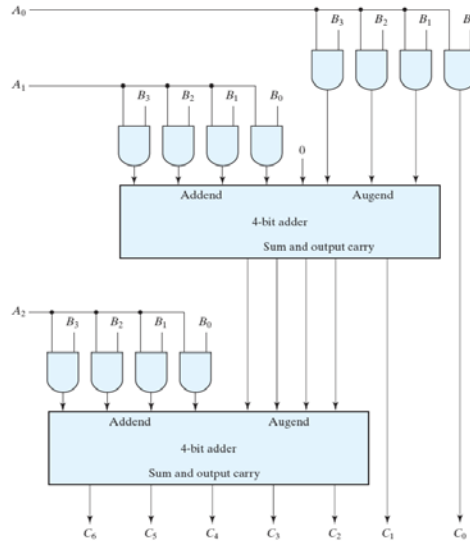 A₀
B₃ B₂ B₁ B
A₁
B₃ B₂ B₁ B₀
0
Addend Augend
4-bit adder
Sum and output carry
A₂
B₃ B₂ B₁ B₀
Addend Augend
4-bit adder
Sum and output carry
C₆ C₅ C₄ C₃ C₂ C₁ C₀